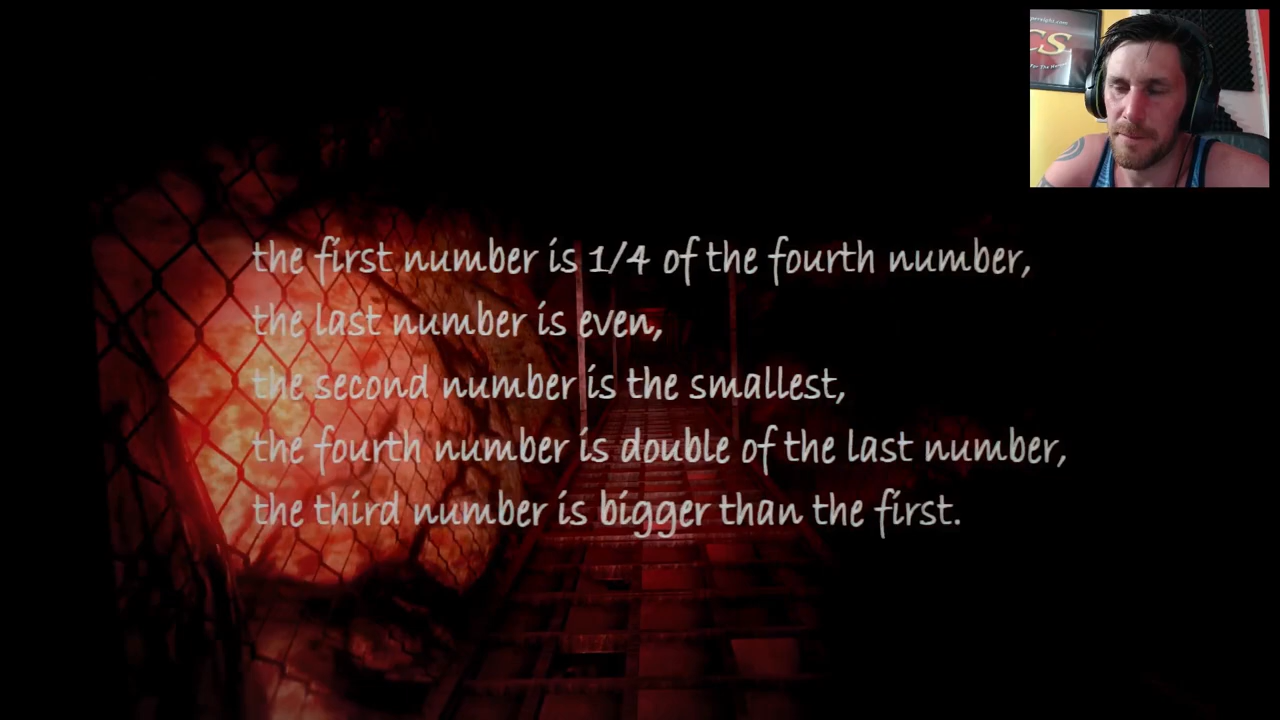 the first number is 1/4 of the fourth number,
the last number is even,
the second number is the smallest,
the fourth number is double of the last number,
the third number is bigger than the first.
CS